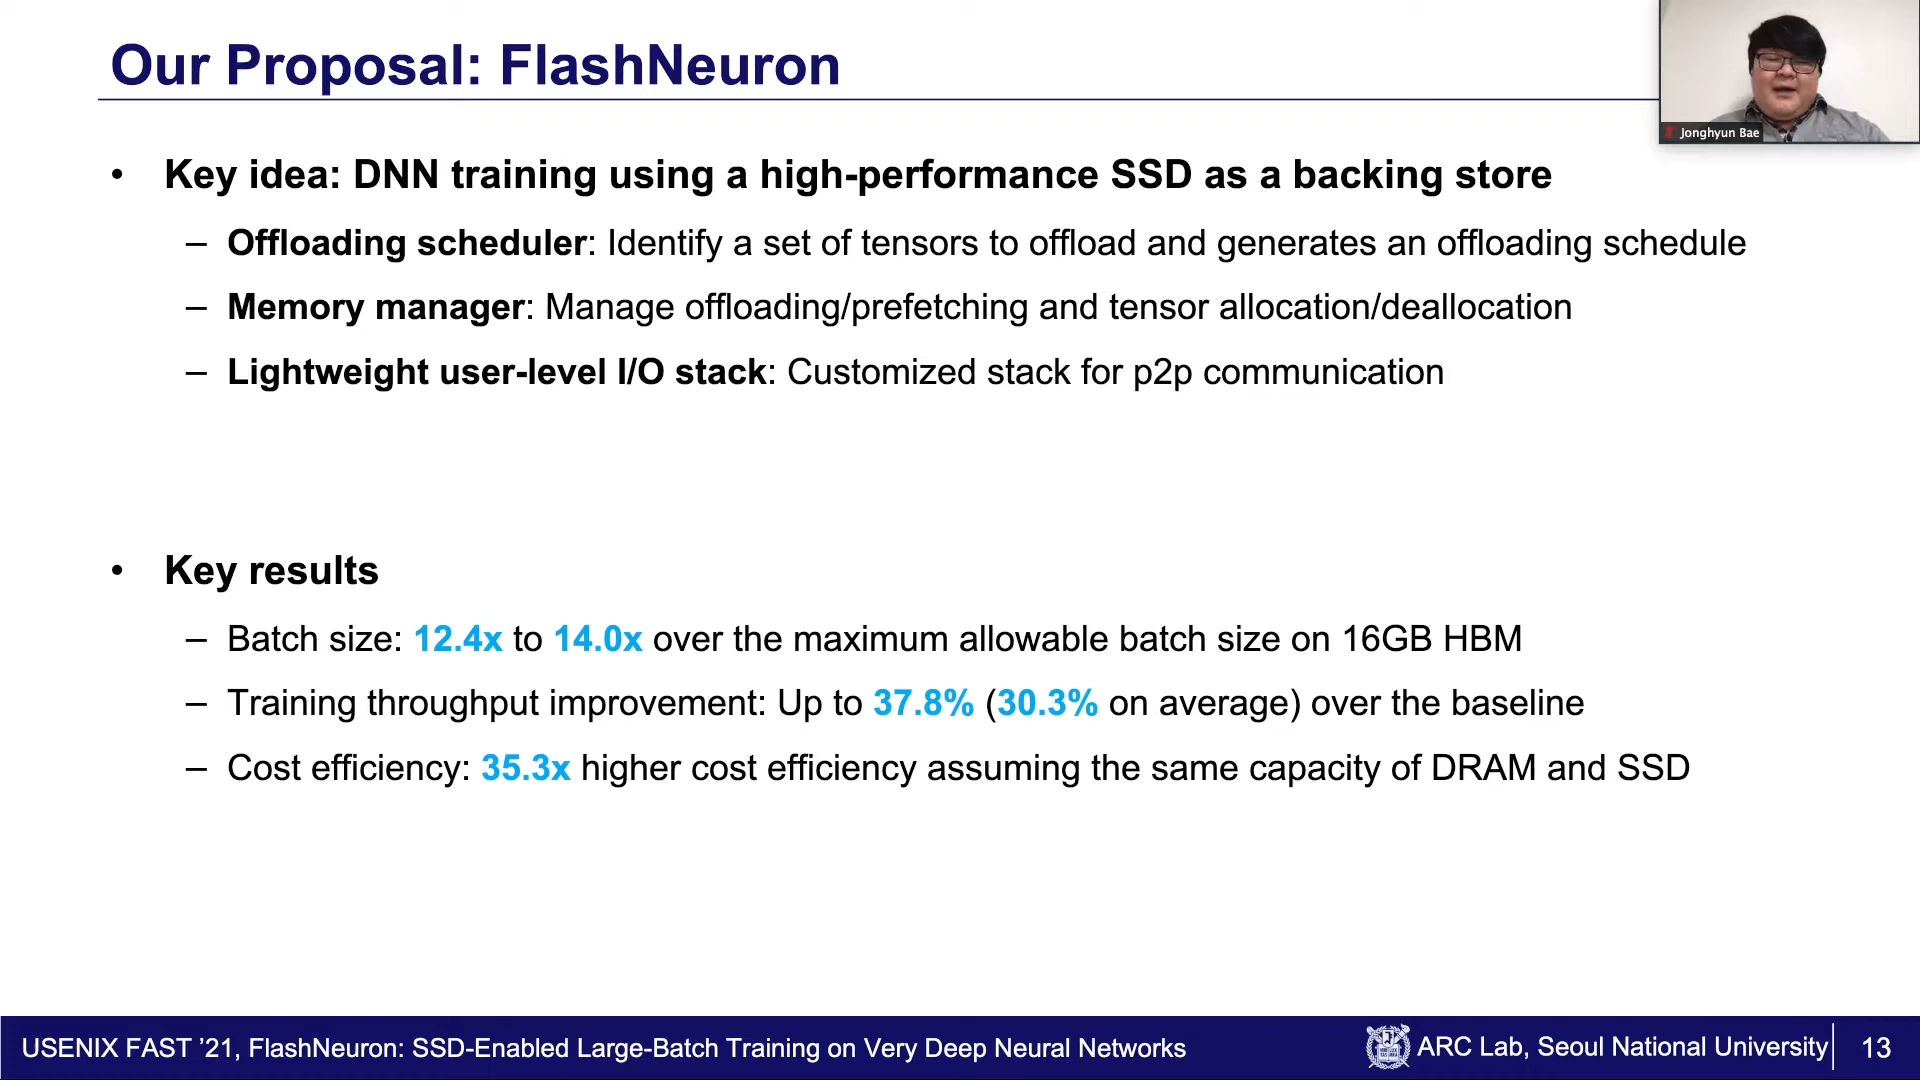 Our Proposal: FlashNeuron
Jonghyun Bae
• Key idea: DNN training using a high-performance SSD as a backing store
– Offloading scheduler: Identify a set of tensors to offload and generates an offloading schedule
– Memory manager: Manage offloading/prefetching and tensor allocation/deallocation
– Lightweight user-level I/O stack: Customized stack for p2p communication
• Key results
– Batch size: 12.4x to 14.0x over the maximum allowable batch size on 16GB HBM
– Training throughput improvement: Up to 37.8% (30.3% on average) over the baseline
– Cost efficiency: 35.3x higher cost efficiency assuming the same capacity of DRAM and SSD
USENIX FAST ’21, FlashNeuron: SSD-Enabled Large-Batch Training on Very Deep Neural Networks
ARC Lab, Seoul National University
13